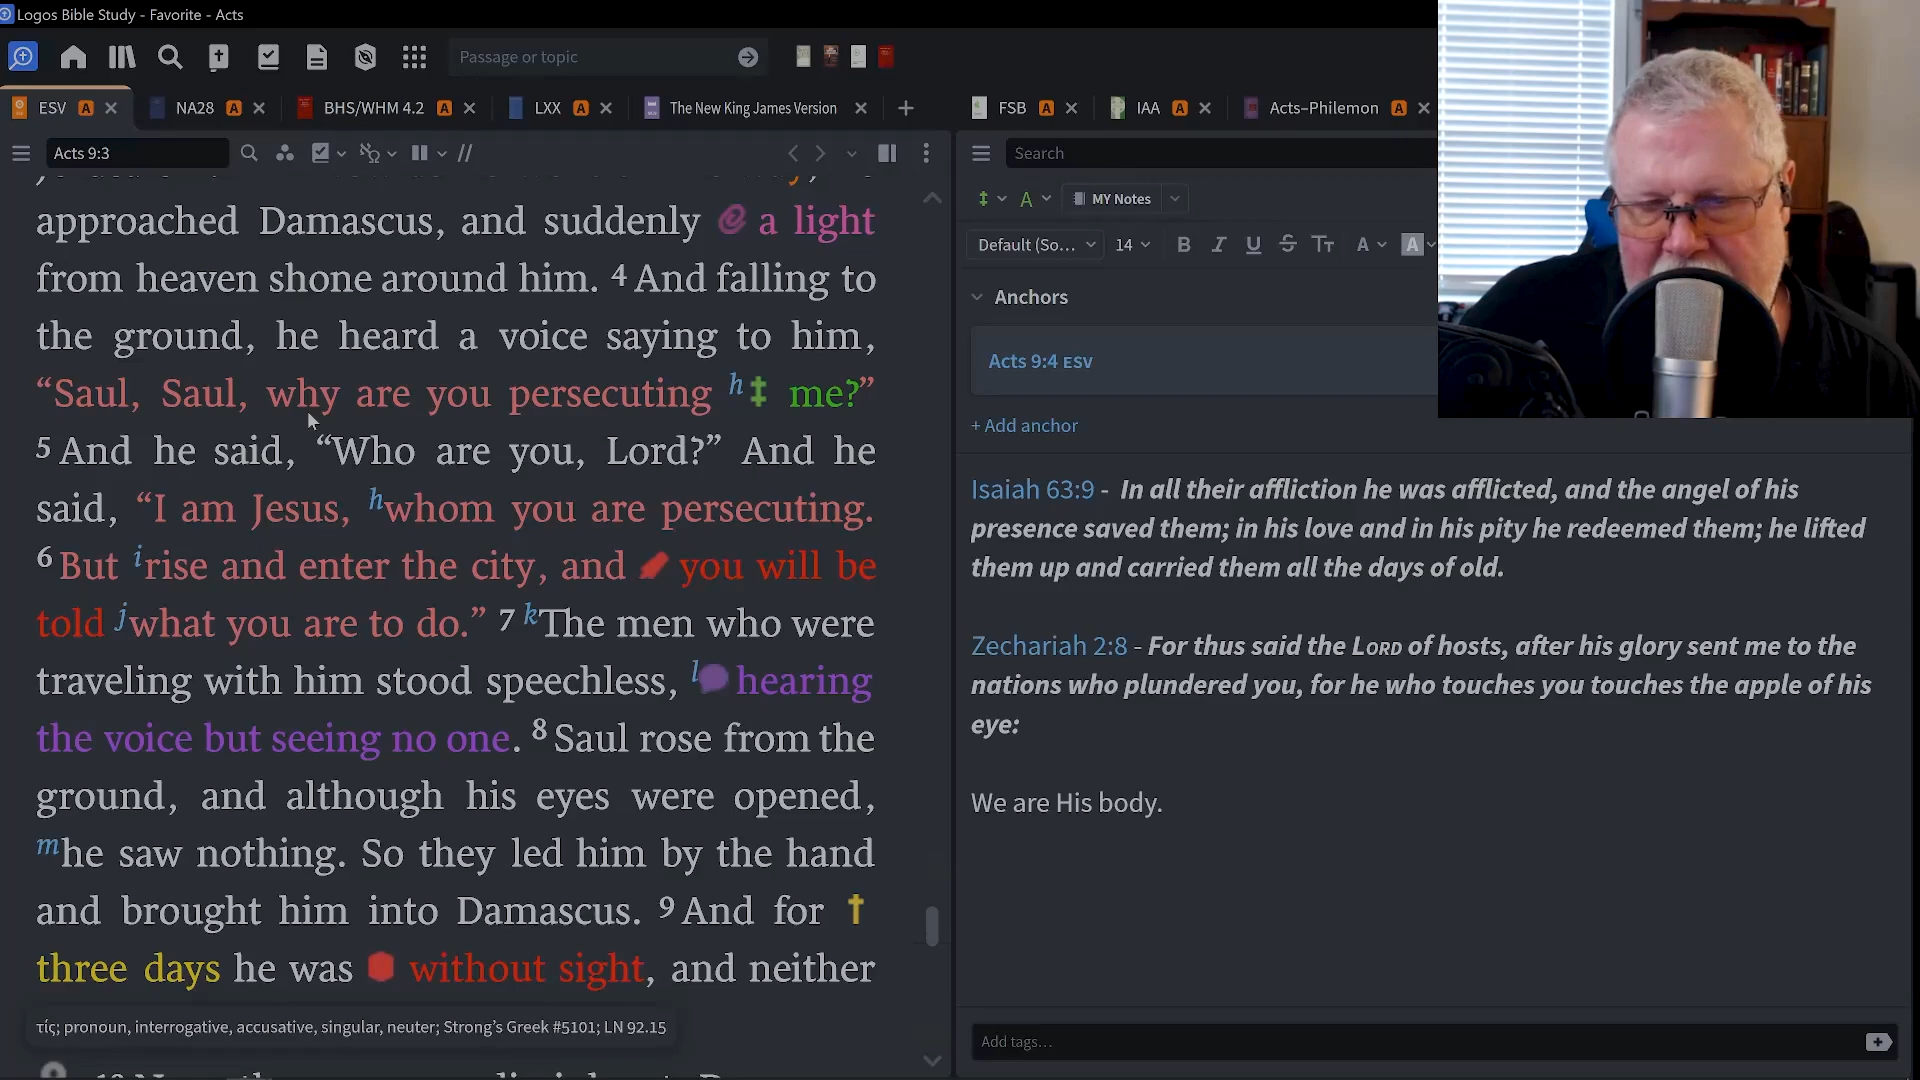 Logos Bible Study - Favorite - Acts
Passage or topic
ESV A
NA28 A
BHS/WHM 4.2 A
LXX A
The New King James Version
FSB A
IAA A
Acts–Philemon A
Acts 9:3
Search
A
MY Notes
Default (So...
14
B I U S Tт A A
approached Damascus, and suddenly a light
from heaven shone around him. 4 And falling to
the ground, he heard a voice saying to him,
“Saul, Saul, why are you persecuting h‡ me?”
5 And he said, “Who are you, Lord?” And he
said, “I am Jesus, hwhom you are persecuting.
6 But irise and enter the city, and you will be
told jwhat you are to do.” 7 kThe men who were
traveling with him stood speechless, lhearing
the voice but seeing no one. 8 Saul rose from the
ground, and although his eyes were opened,
mhe saw nothing. So they led him by the hand
and brought him into Damascus. 9 And for †
three days he was without sight, and neither
τίς; pronoun, interrogative, accusative, singular, neuter; Strong’s Greek #5101; LN 92.15
Anchors
Acts 9:4 ESV
+ Add anchor
Isaiah 63:9 - In all their affliction he was afflicted, and the angel of his
presence saved them; in his love and in his pity he redeemed them; he lifted
them up and carried them all the days of old.
Zechariah 2:8 - For thus said the LORD of hosts, after his glory sent me to the
nations who plundered you, for he who touches you touches the apple of his
eye:
We are His body.
Add tags...